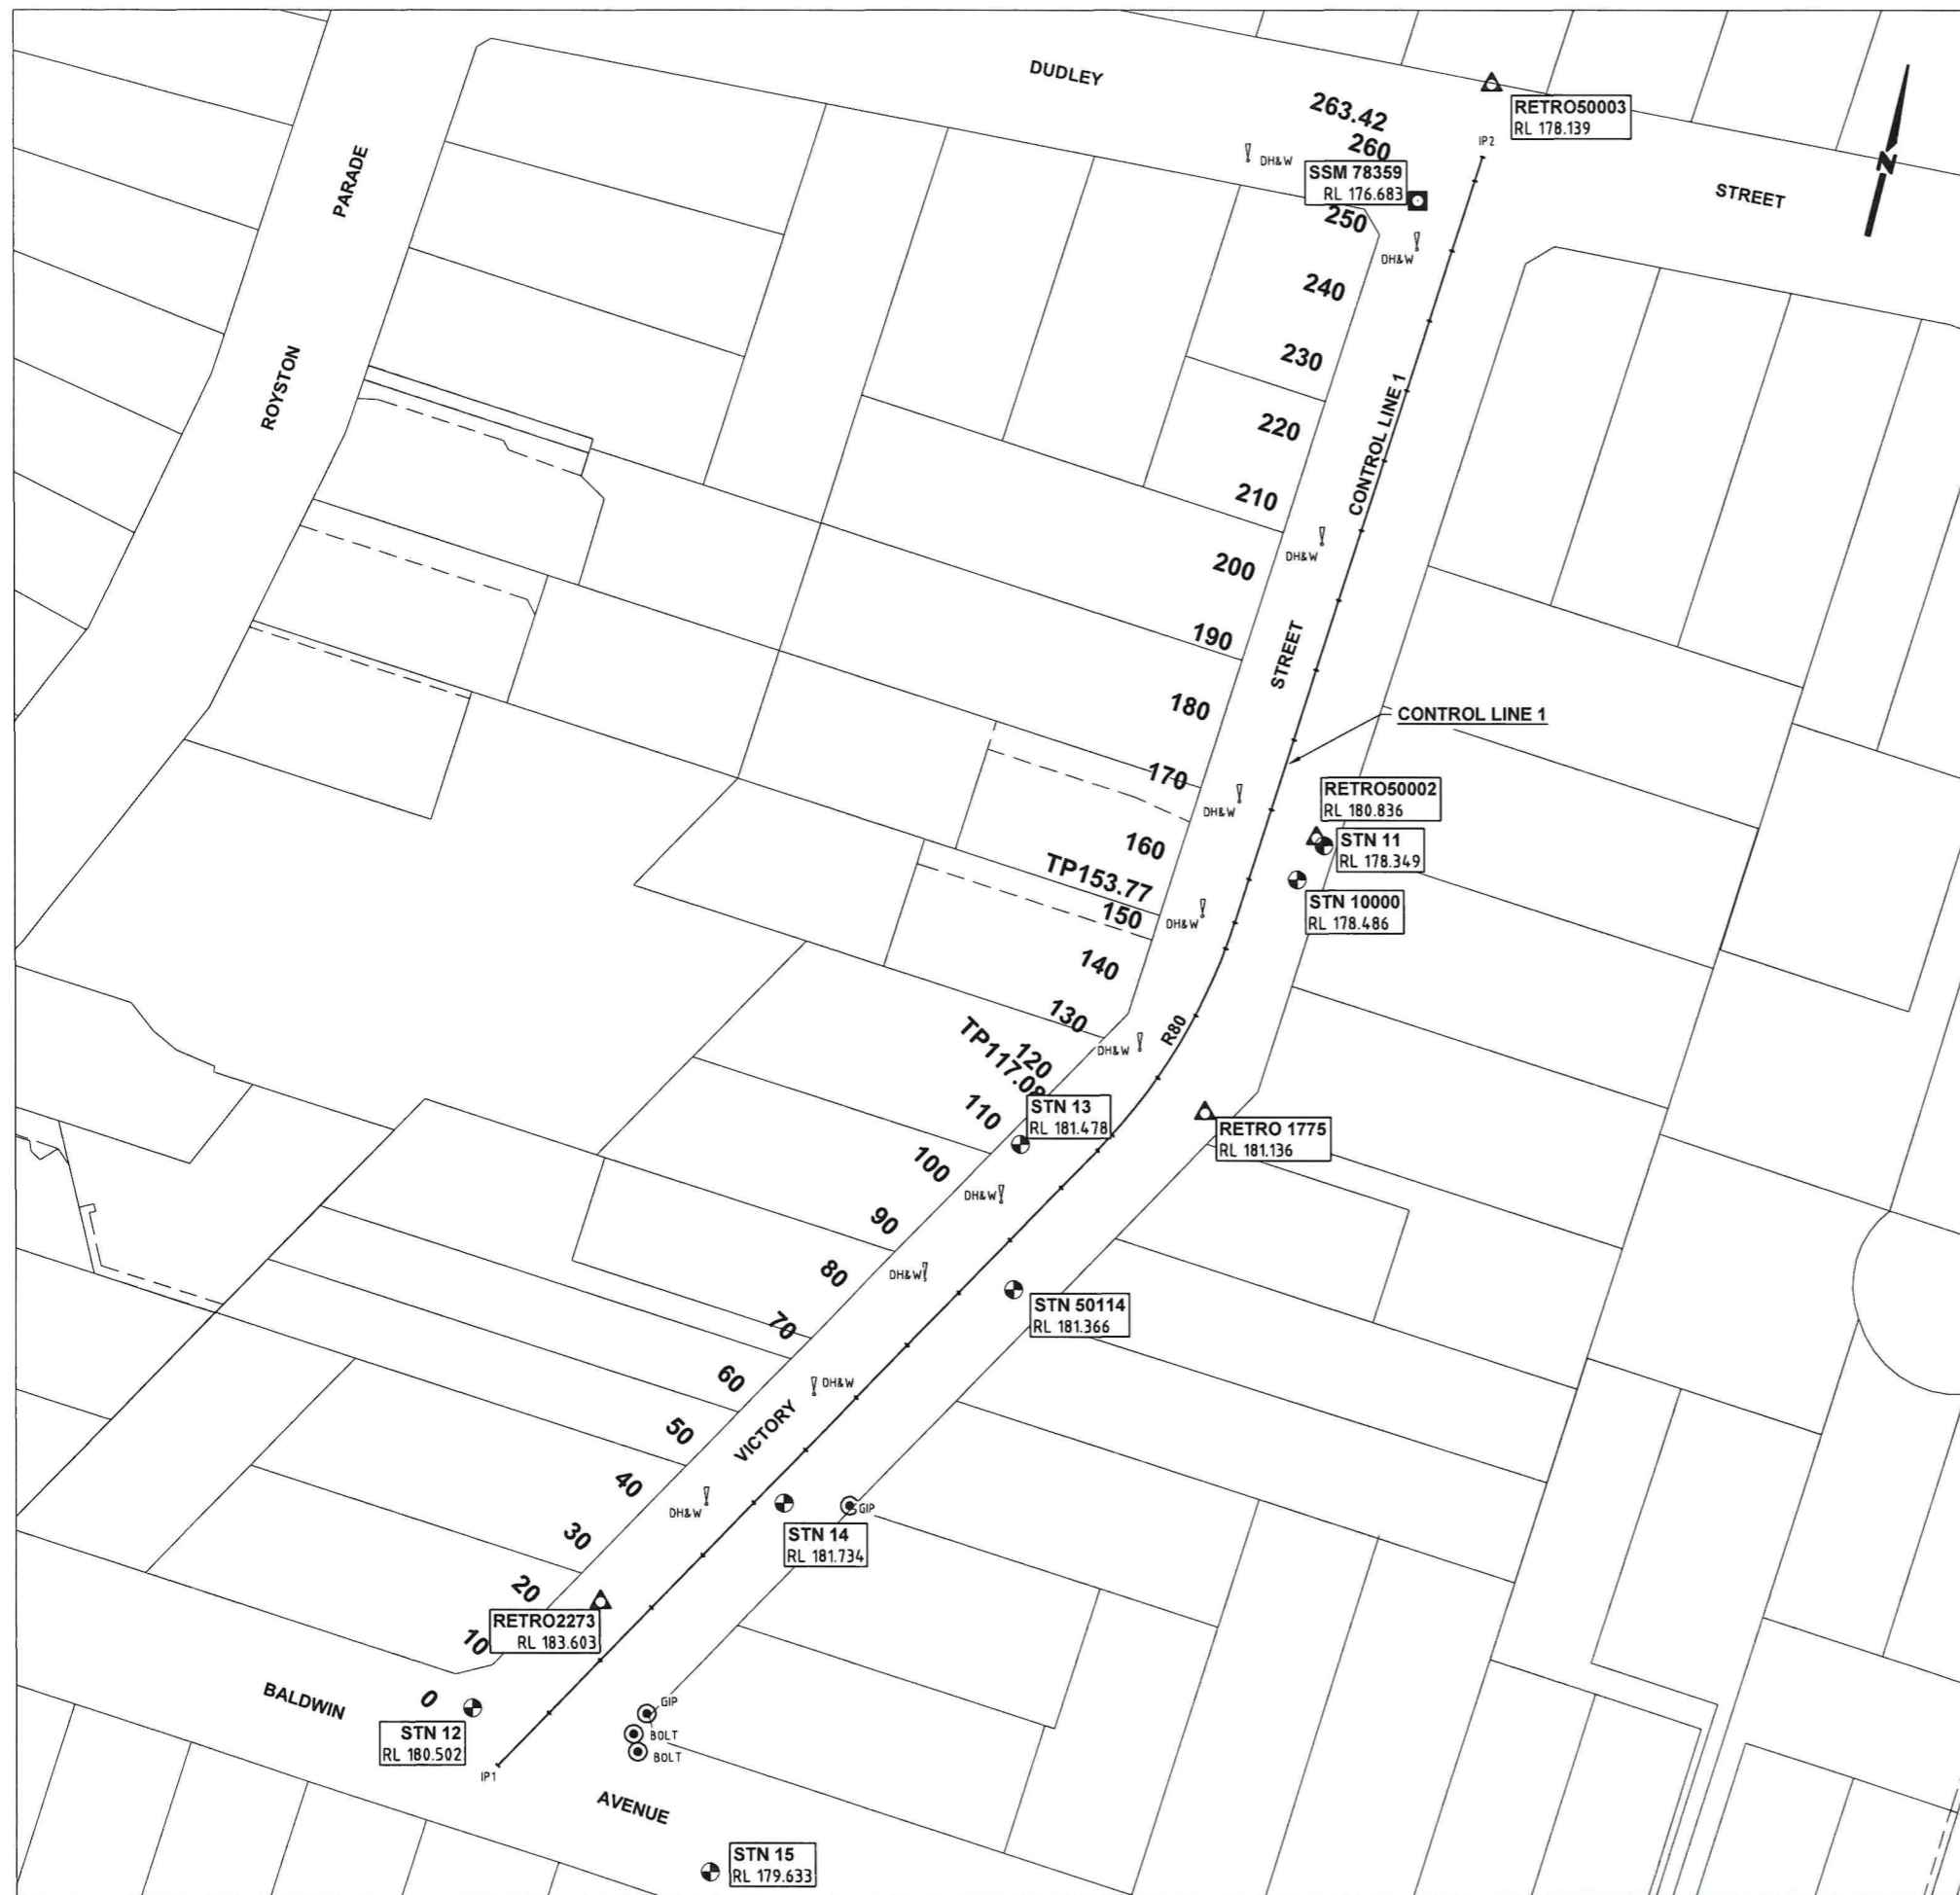 DUDLEY
STREET
RETRO50003
RL 178.139
IP2
263.42
260
SSM 78359
RL 176.683
250
DH&W
DH&W
N
PARADE
ROYSTON
240
230
220
210
200
190
180
170
160
TP153.77
150
140
130
120
TP117.08
110
100
90
80
70
60
50
40
30
20
10
0
CONTROL LINE 1
DH&W
STREET
CONTROL LINE 1
RETRO50002
RL 180.836
STN 11
RL 178.349
STN 10000
RL 178.486
DH&W
DH&W
R80
DH&W
STN 13
RL 181.478
RETRO 1775
RL 181.136
DH&W
DH&W
STN 50114
RL 181.366
DH&W
VICTORY
DH&W
GIP
STN 14
RL 181.734
RETRO2273
RL 183.603
BALDWIN
STN 12
RL 180.502
IP1
GIP
BOLT
BOLT
AVENUE
STN 15
RL 179.633